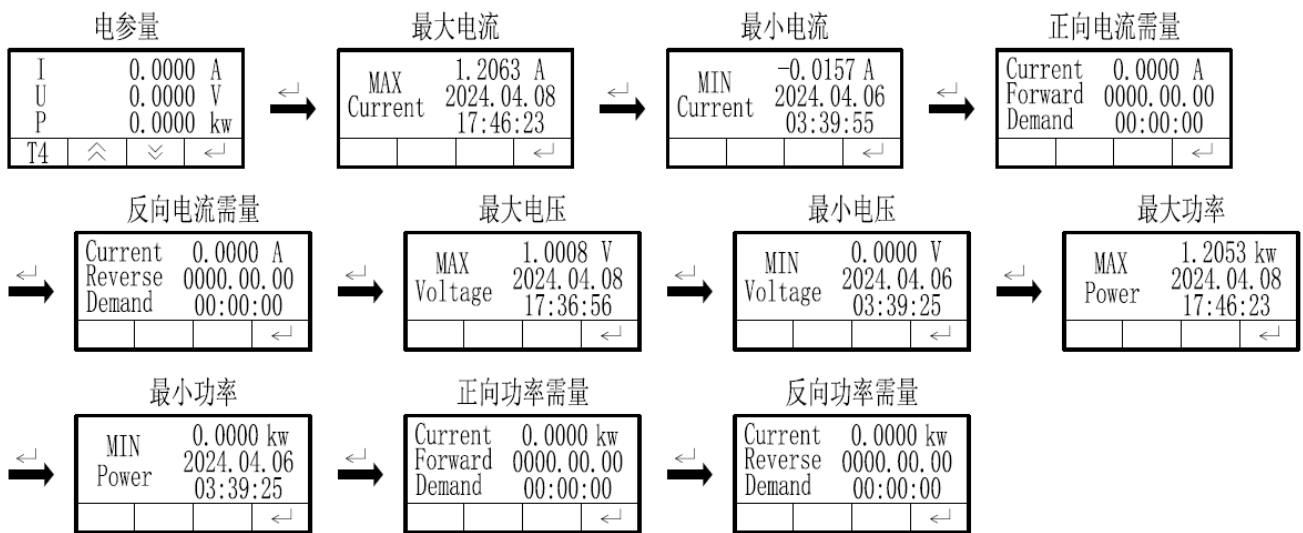 电参量
I 0.0000 A
U 0.0000 V
P 0.0000 kw
T4
最大电流
MAX Current
1.2063 A
2024.04.08
17:46:23
最小电流
MIN Current
-0.0157 A
2024.04.06
03:39:55
正向电流需量
Current 0.0000 A
Forward 0000.00.00
Demand 00:00:00
反向电流需量
Current 0.0000 A
Reverse 0000.00.00
Demand 00:00:00
最大电压
MAX Voltage
1.0008 V
2024.04.08
17:36:56
最小电压
MIN Voltage
0.0000 V
2024.04.06
03:39:25
最大功率
MAX Power
1.2053 kw
2024.04.08
17:46:23
最小功率
MIN Power
0.0000 kw
2024.04.06
03:39:25
正向功率需量
Current 0.0000 kw
Forward 0000.00.00
Demand 00:00:00
反向功率需量
Current 0.0000 kw
Reverse 0000.00.00
Demand 00:00:00